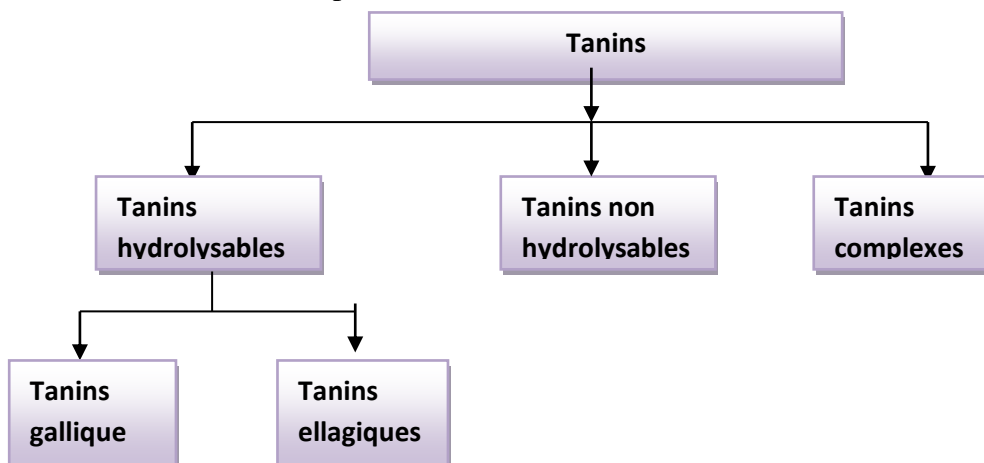 Tanins
Tanins
hydrolysables
Tanins non
hydrolysables
Tanins
complexes
Tanins
gallique
Tanins
ellagiques